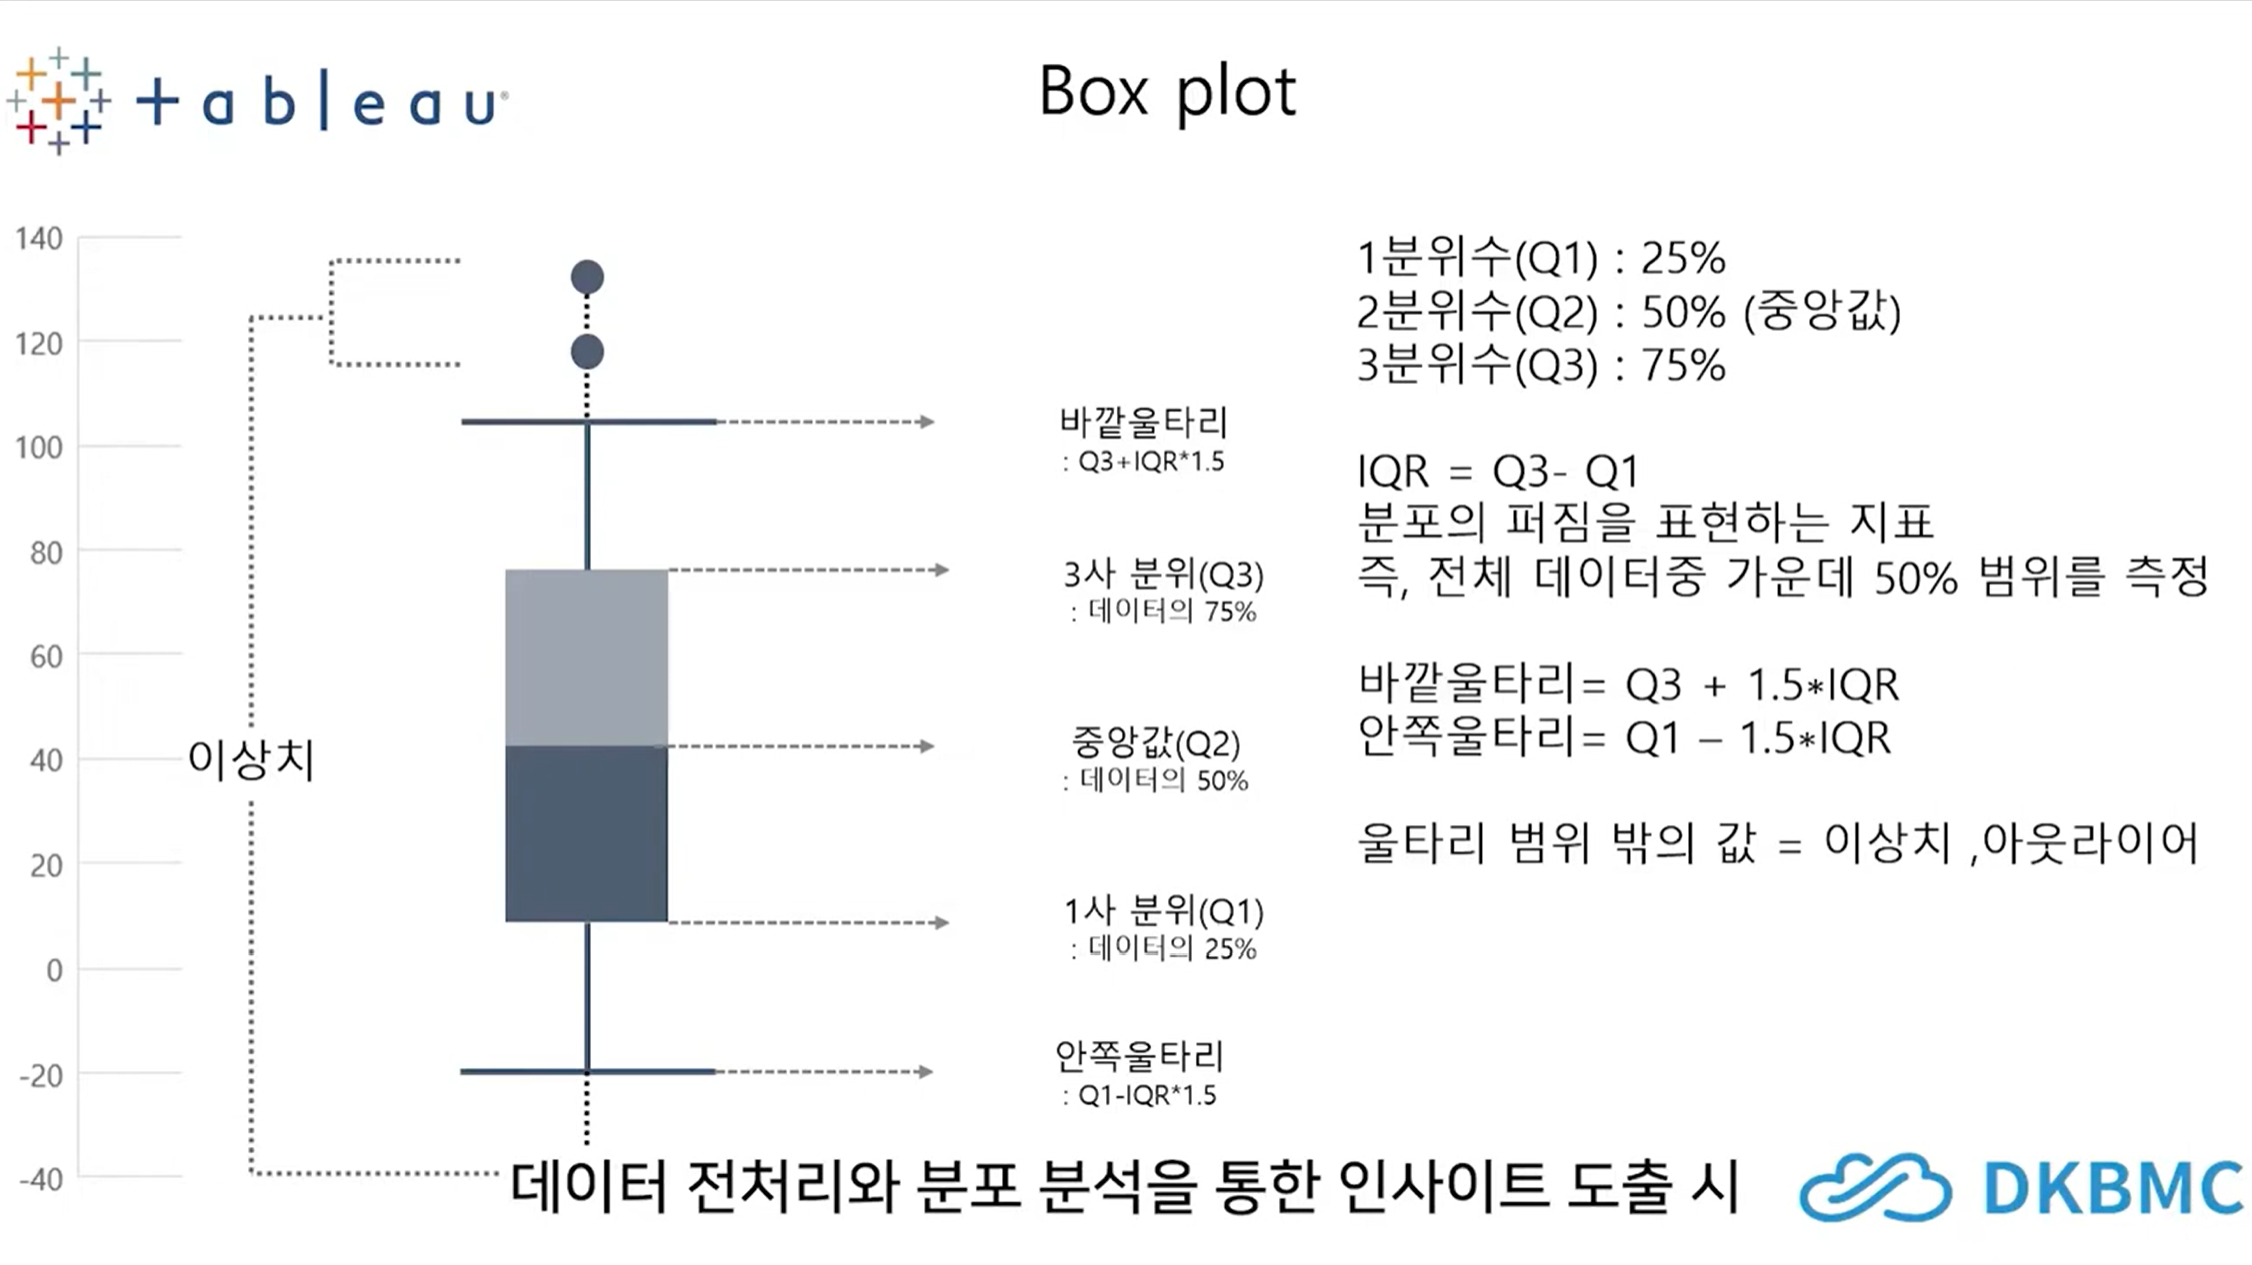 +ableau®
Box plot
140
120
100
80
60
40
20
0
-20
-40
이상치
바깥울타리
: Q3+IQR*1.5
3사 분위(Q3)
: 데이터의 75%
중앙값(Q2)
: 데이터의 50%
1사 분위(Q1)
: 데이터의 25%
안쪽울타리
: Q1-IQR*1.5
1분위수(Q1) : 25%
2분위수(Q2) : 50% (중앙값)
3분위수(Q3) : 75%
IQR = Q3- Q1
분포의 퍼짐을 표현하는 지표
즉, 전체 데이터중 가운데 50% 범위를 측정
바깥울타리= Q3 + 1.5*IQR
안쪽울타리= Q1 – 1.5*IQR
울타리 범위 밖의 값 = 이상치 ,아웃라이어
데이터 전처리와 분포 분석을 통한 인사이트 도출 시
DKBMC